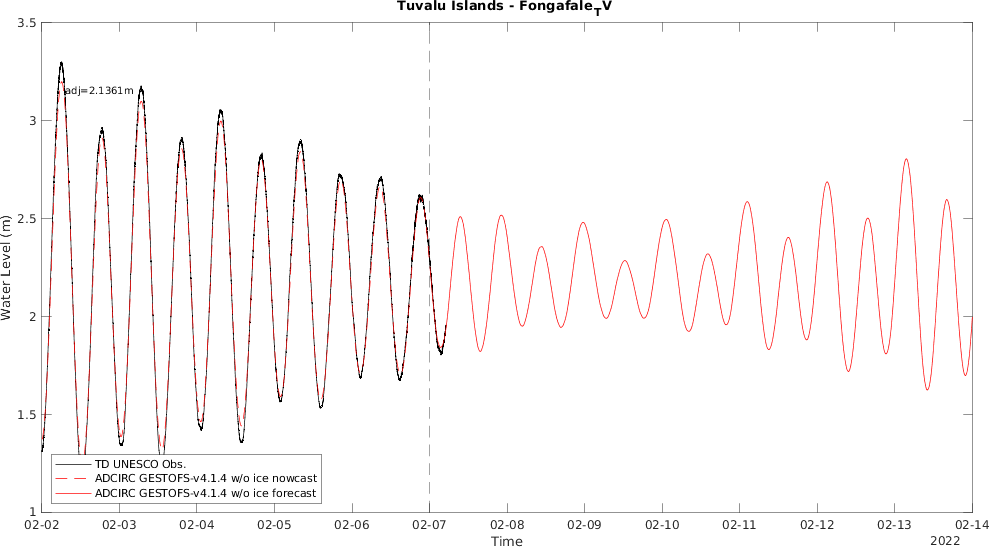 Tuvalu Islands - Fongafale_TV
adj=2.1361m
Water Level (m)
3.5
3
2.5
2
1.5
1
TD UNESCO Obs.
ADCIRC GESTOFS-v4.1.4 w/o ice nowcast
ADCIRC GESTOFS-v4.1.4 w/o ice forecast
02-02 02-03 02-04 02-05 02-06 02-07 02-08 02-09 02-10 02-11 02-12 02-13 02-14
Time
2022